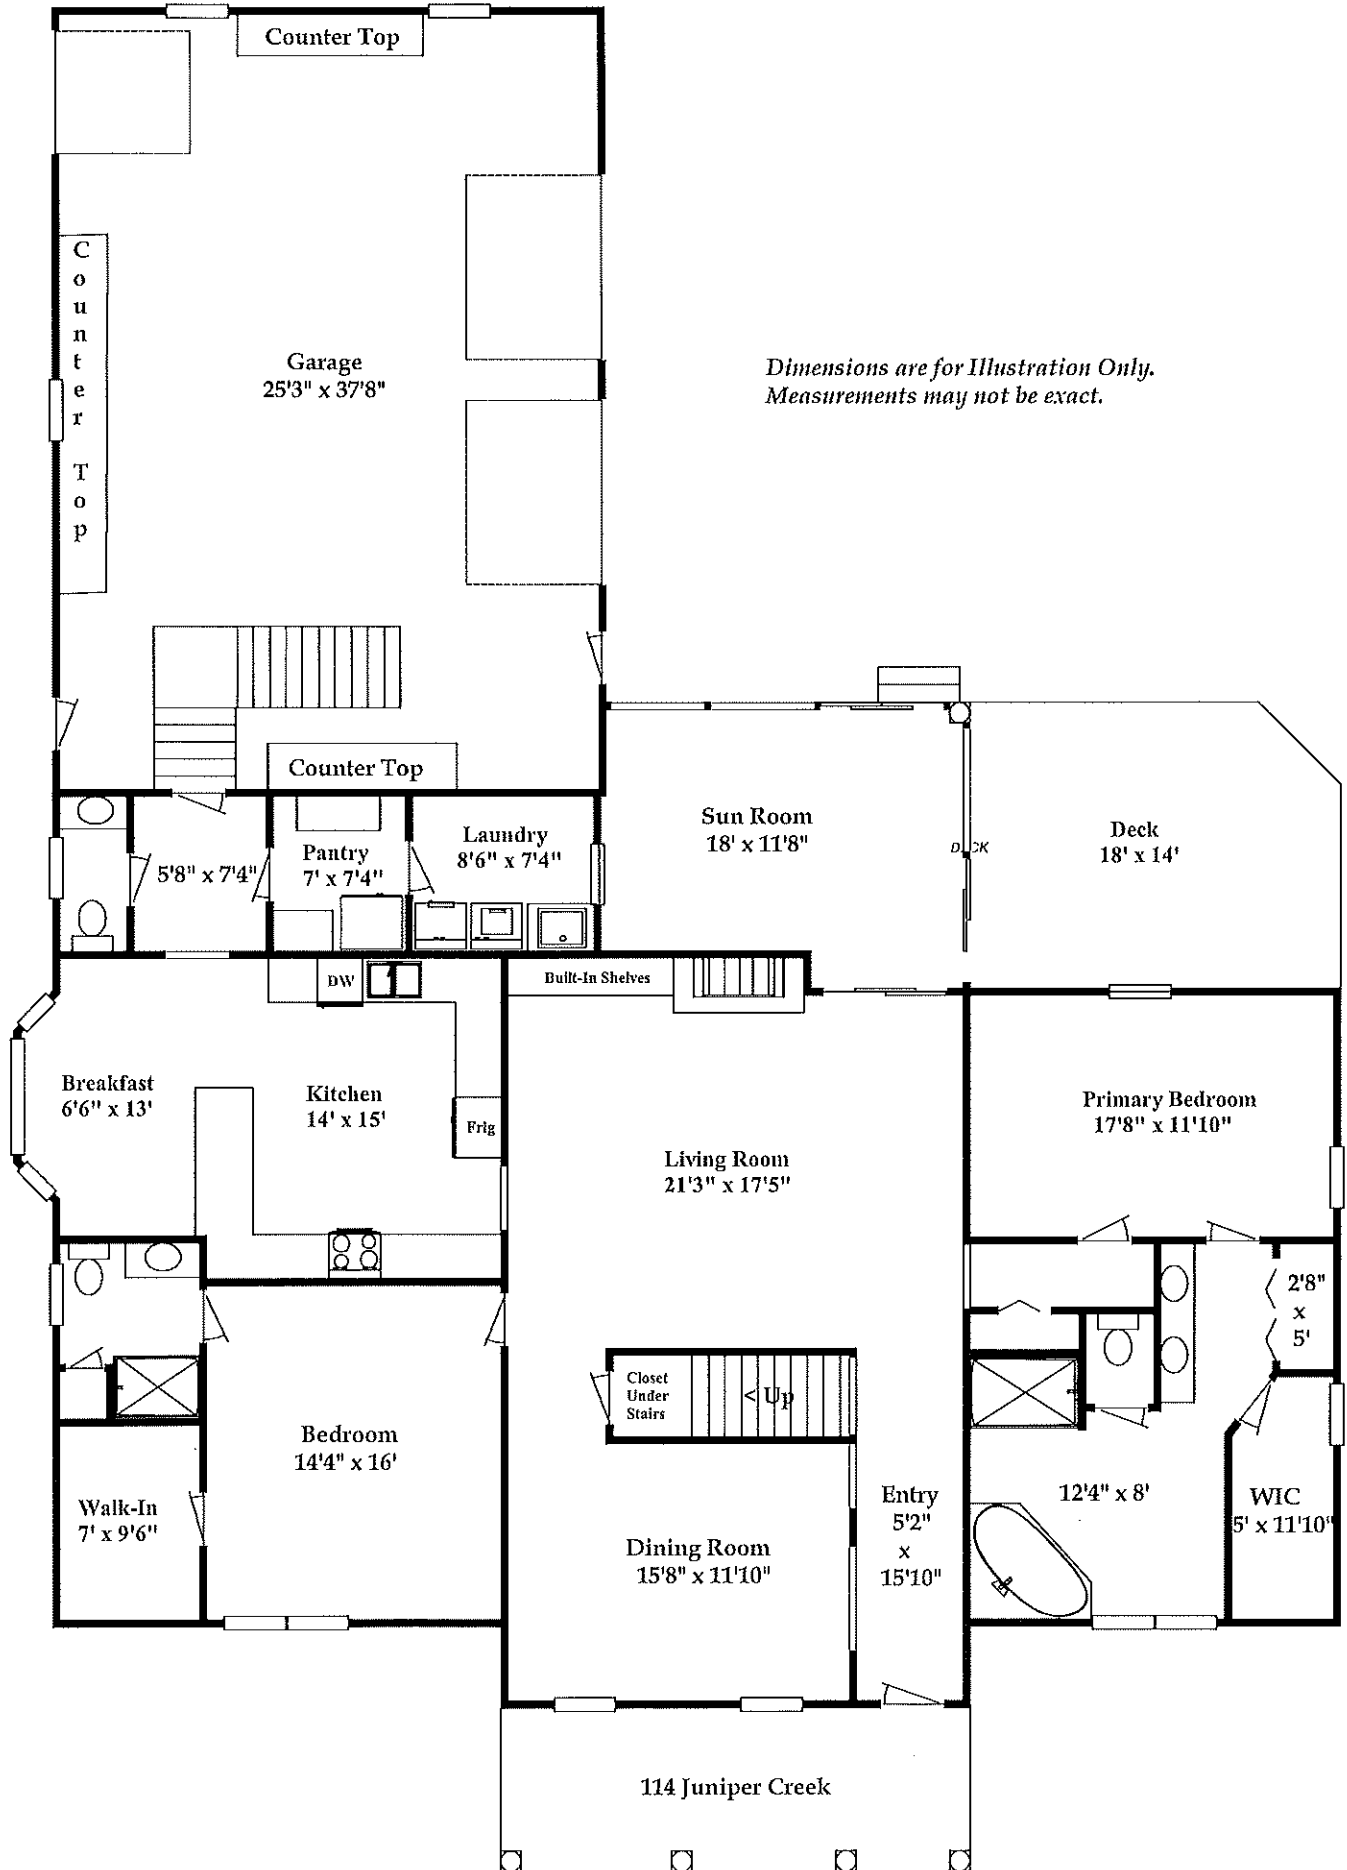 Counter Top
Counter Top
Garage
25'3" x 37'8"
Dimensions are for Illustration Only.
Measurements may not be exact.
Counter Top
Sun Room
18' x 11'8"
DECK
Deck
18' x 14'
Laundry
8'6" x 7'4"
Pantry
7' x 7'4"
5'8" x 7'4"
Built-In Shelves
DW
Breakfast
6'6" x 13'
Kitchen
14' x 15'
Frig
Primary Bedroom
17'8" x 11'10"
Living Room
21'3" x 17'5"
2'8"
x
5'
Closet
Under
Stairs
< Up
Bedroom
14'4" x 16'
Walk-In
7' x 9'6"
Entry
5'2"
x
15'10"
12'4" x 8'
WIC
5' x 11'10"
Dining Room
15'8" x 11'10"
114 Juniper Creek